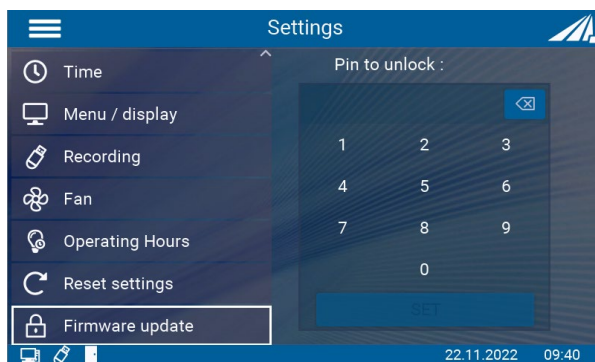 Settings
Time
Menu / display
Recording
Fan
Operating Hours
Reset settings
Firmware update
Pin to unlock :
1 2 3
4 5 6
7 8 9
0
SET
22.11.2022 09:40